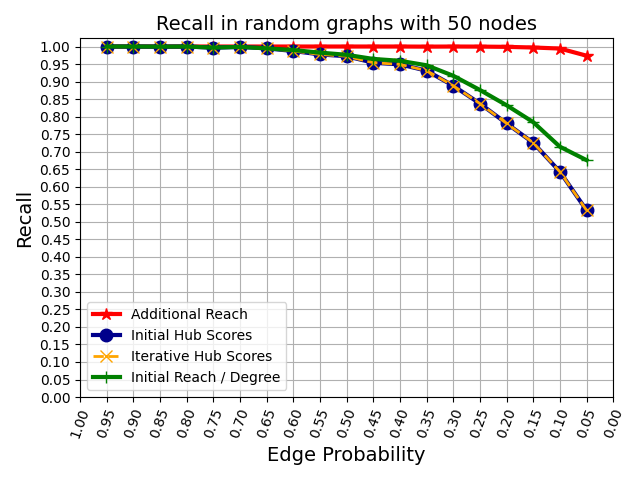 Recall in random graphs with 50 nodes
1.00
0.95
0.90
0.85
0.80
0.75
0.70
0.65
0.60
0.55
0.50
0.45
0.40
0.35
0.30
0.25
0.20
0.15
0.10
0.05
0.00
Recall
Additional Reach
Initial Hub Scores
Iterative Hub Scores
Initial Reach / Degree
1.00 0.95 0.90 0.85 0.80 0.75 0.70 0.65 0.60 0.55 0.50 0.45 0.40 0.35 0.30 0.25 0.20 0.15 0.10 0.05 0.00
Edge Probability